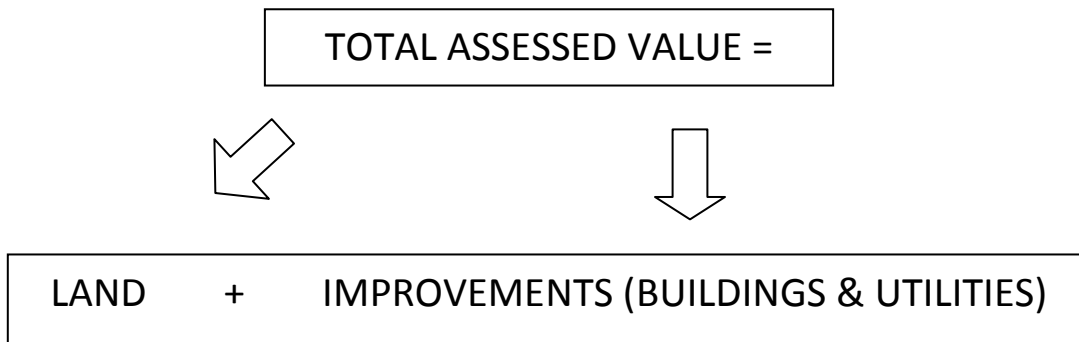 TOTAL ASSESSED VALUE =
LAND + IMPROVEMENTS (BUILDINGS & UTILITIES)